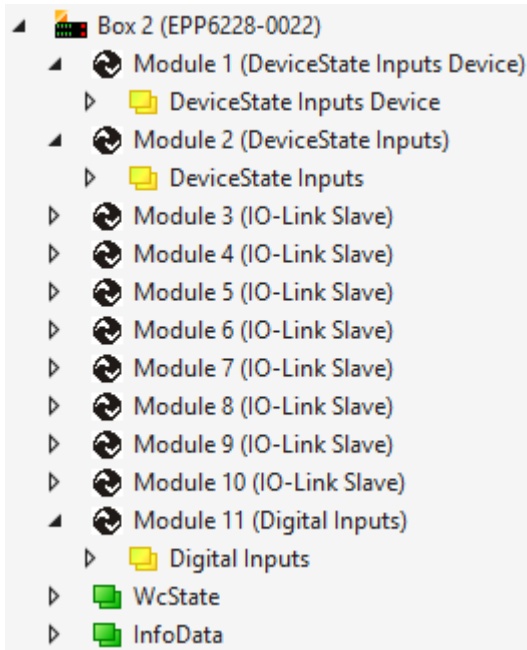 Box 2 (EPP6228-0022)
Module 1 (DeviceState Inputs Device)
DeviceState Inputs Device
Module 2 (DeviceState Inputs)
DeviceState Inputs
Module 3 (IO-Link Slave)
Module 4 (IO-Link Slave)
Module 5 (IO-Link Slave)
Module 6 (IO-Link Slave)
Module 7 (IO-Link Slave)
Module 8 (IO-Link Slave)
Module 9 (IO-Link Slave)
Module 10 (IO-Link Slave)
Module 11 (Digital Inputs)
Digital Inputs
WcState
InfoData